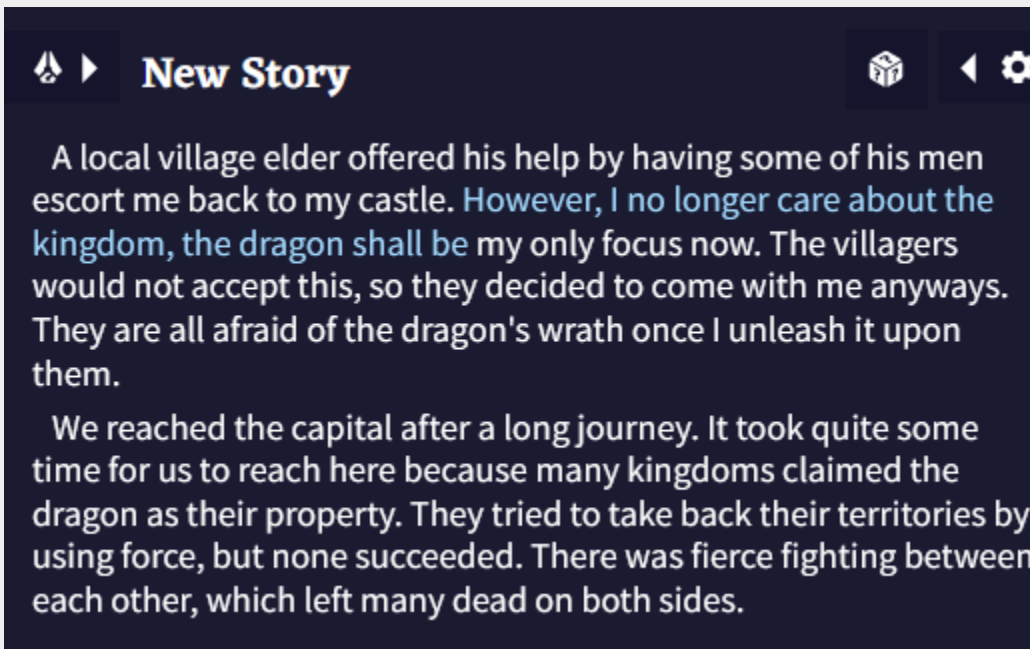 New Story
A local village elder offered his help by having some of his men
escort me back to my castle. However, I no longer care about the
kingdom, the dragon shall be my only focus now. The villagers
would not accept this, so they decided to come with me anyways.
They are all afraid of the dragon's wrath once I unleash it upon
them.
We reached the capital after a long journey. It took quite some
time for us to reach here because many kingdoms claimed the
dragon as their property. They tried to take back their territories by
using force, but none succeeded. There was fierce fighting between
each other, which left many dead on both sides.